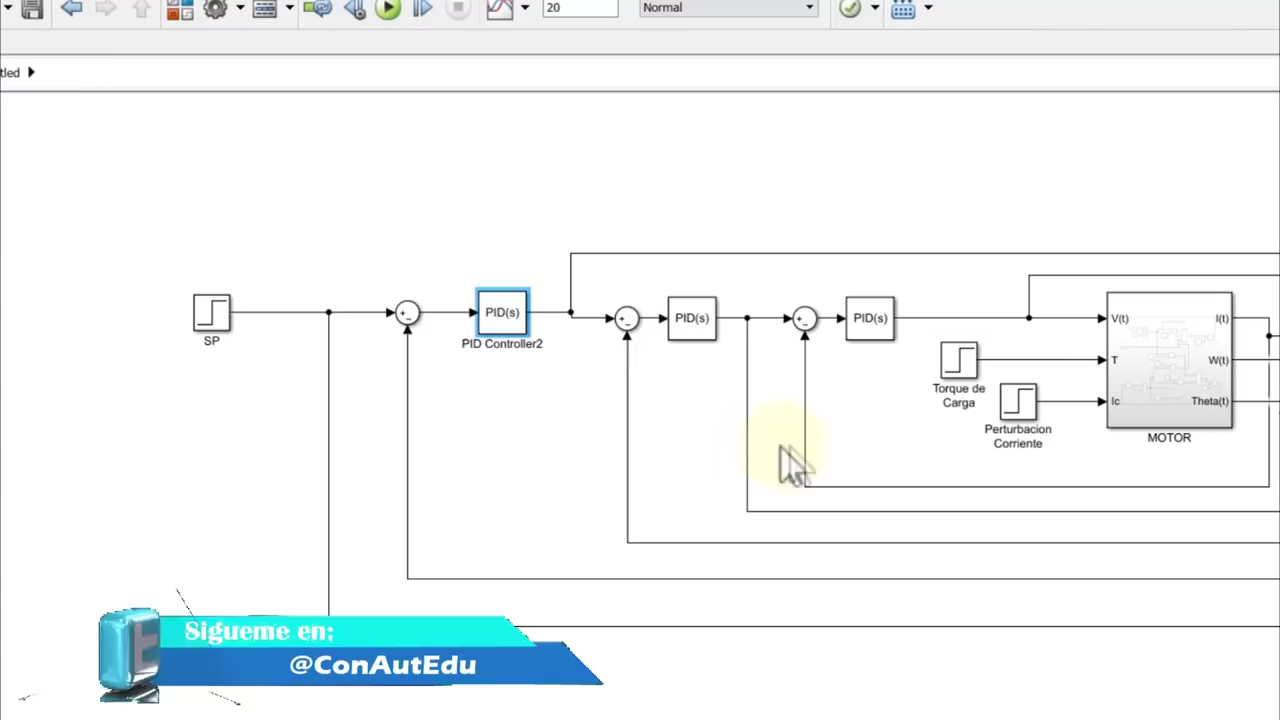 20
Normal
tled
SP
PID(s)
PID Controller2
PID(s)
PID(s)
Torque de
Carga
Perturbacion
Corriente
V(t)
T
Ic
I(t)
W(t)
Theta(t)
MOTOR
Sigueme en:
@ConAutEdu